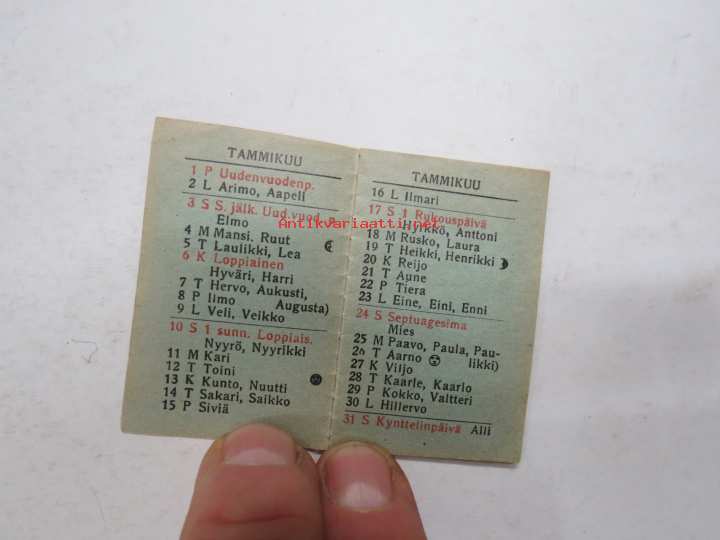 TAMMIKUU
1 P Uudenvuodenp.
2 L Arimo, Aapeli
3 S S. jälk. Uud.vuod.p.
Elmo
4 M Mansi. Ruut
5 T Laulikki, Lea
6 K Loppiainen
Hyväri, Harri
7 T Hervo, Aukusti,
8 P Ilmo Augusta)
9 L Veli, Veikko
10 S 1 sunn. Loppiais.
Nyyrö, Nyyrikki
11 M Kari
12 T Toini
13 K Kunto, Nuutti
14 T Sakari, Saikko
15 P Siviä
TAMMIKUU
16 L Ilmari
17 S 1 Rukouspäivä
Hyrkkö, Anttoni
18 M Rusko, Laura
19 T Heikki, Henrikki
20 K Reijo
21 T Aune
22 P Tiera
23 L Eine, Eini, Enni
24 S Septuagesima
Mies
25 M Paavo, Paula, Pau-
26 T Aarno likki)
27 K Viljo
28 T Kaarle, Kaarlo
29 P Kokko, Valtteri
30 L Hillervo
31 S Kynttelinpäivä Alli
Antikvariaatti.net